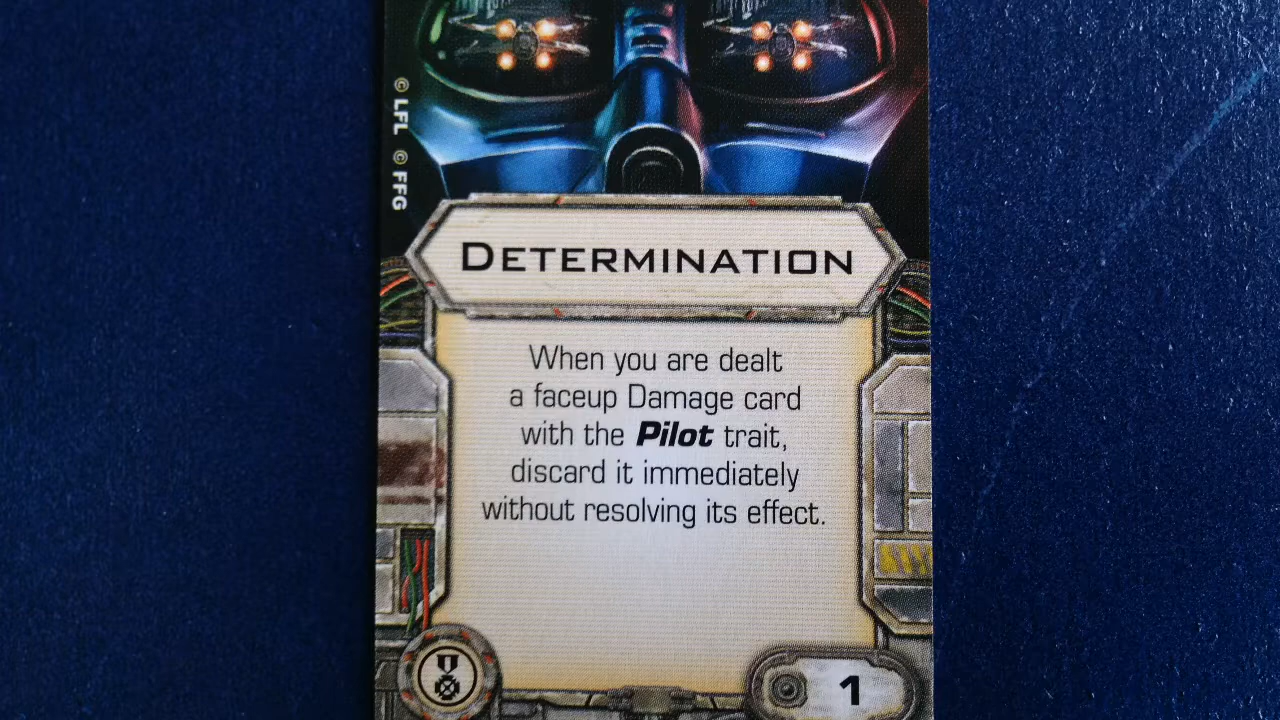 © LFL © FFG
DETERMINATION
When you are dealt
a faceup Damage card
with the Pilot trait,
discard it immediately
without resolving its effect.
1